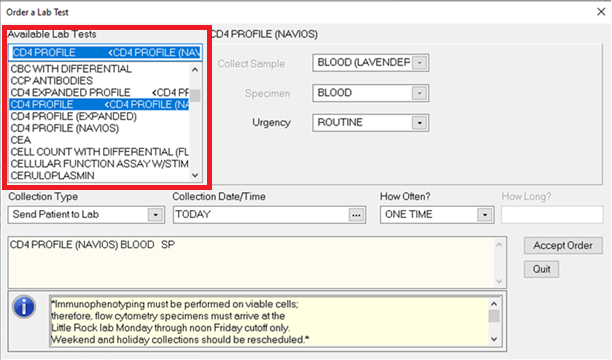 Order a Lab Test
Available Lab Tests
CD4 PROFILE (NAVIOS)
CD4 PROFILE <CD4 PROFILE (NAV
CBC WITH DIFFERENTIAL
CCP ANTIBODIES
CD4 EXPANDED PROFILE <CD4 PF
CD4 PROFILE <CD4 PROFILE (NA
CD4 PROFILE (EXPANDED)
CD4 PROFILE (NAVIOS)
CEA
CELL COUNT WITH DIFFERENTIAL (FL
CELLULAR FUNCTION ASSAY W/STIM
CERULOPLASMIN
Collect Sample BLOOD (LAVENDER
Specimen BLOOD
Urgency ROUTINE
Collection Type Collection Date/Time How Often? How Long?
Send Patient to Lab TODAY ... ONE TIME
CD4 PROFILE (NAVIOS) BLOOD SP
Accept Order
Quit
*Immunophenotyping must be performed on viable cells;
therefore, flow cytometry specimens must arrive at the
Little Rock lab Monday through noon Friday cutoff only.
Weekend and holiday collections should be rescheduled.*